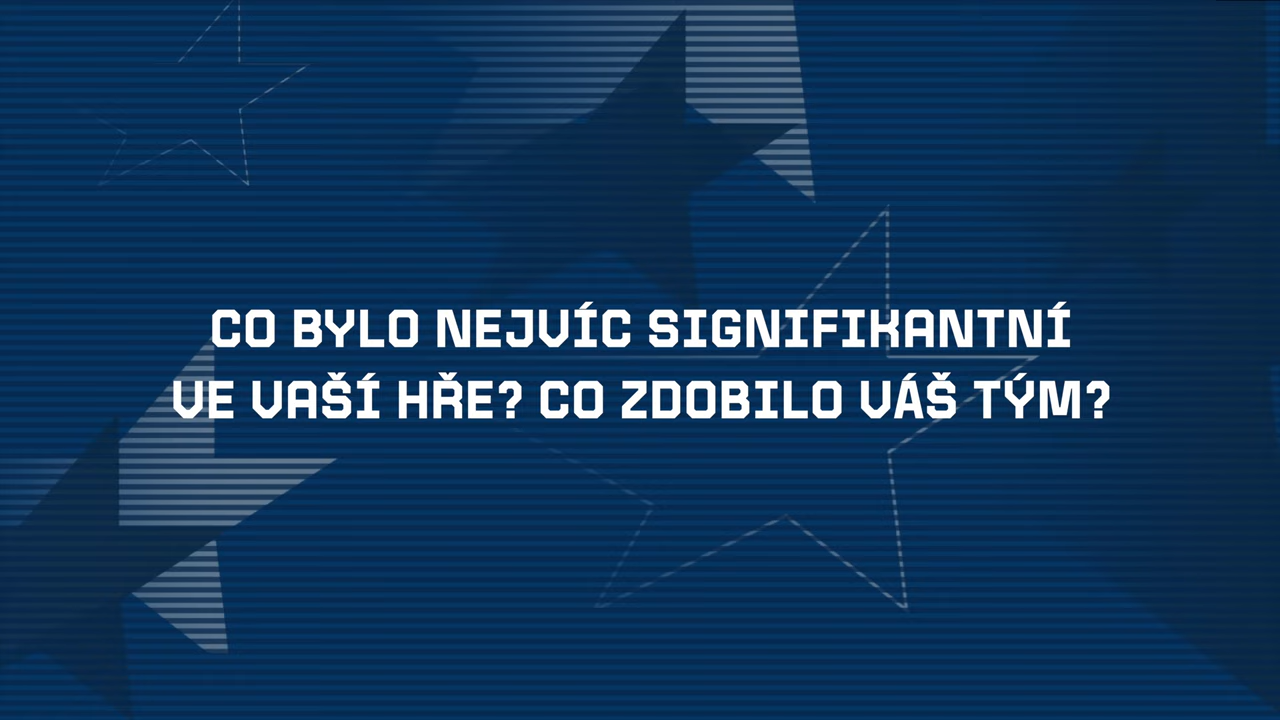 CO BYLO NEJVÍC SIGNIFIKANTNÍ
VE VAŠÍ HŘE? CO ZDOBILO VÁŠ TÝM?